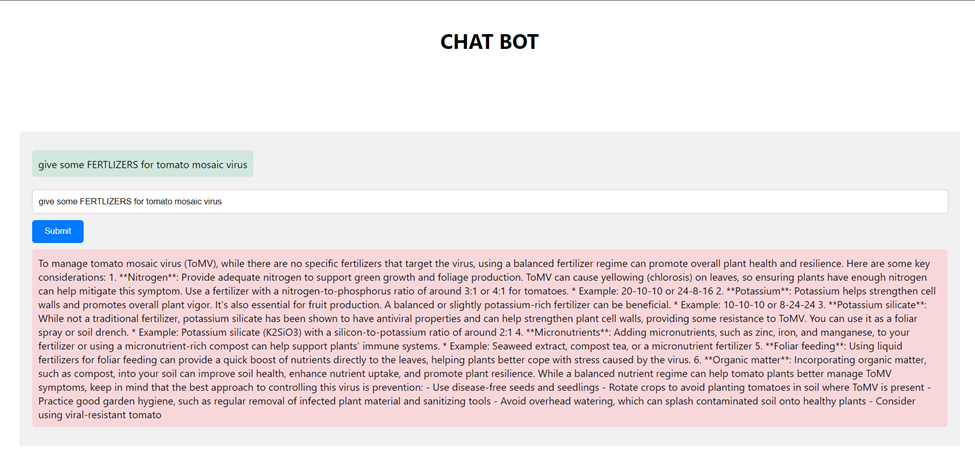 CHAT BOT
give some FERTLIZERS for tomato mosaic virus
give some FERTLIZERS for tomato mosaic virus
Submit
To manage tomato mosaic virus (ToMV), while there are no specific fertilizers that target the virus, using a balanced fertilizer regime can promote overall plant health and resilience. Here are some key
considerations: 1. **Nitrogen**: Provide adequate nitrogen to support green growth and foliage production. ToMV can cause yellowing (chlorosis) on leaves, so ensuring plants have enough nitrogen
can help mitigate this symptom. Use a fertilizer with a nitrogen-to-phosphorus ratio of around 3:1 or 4:1 for tomatoes. * Example: 20-10-10 or 24-8-16 2. **Potassium**: Potassium helps strengthen cell
walls and promotes overall plant vigor. It's also essential for fruit production. A balanced or slightly potassium-rich fertilizer can be beneficial. * Example: 10-10-10 or 8-24-24 3. **Potassium silicate**:
While not a traditional fertilizer, potassium silicate has been shown to have antiviral properties and can help strengthen plant cell walls, providing some resistance to ToMV. You can use it as a foliar
spray or soil drench. * Example: Potassium silicate (K2SiO3) with a silicon-to-potassium ratio of around 2:1 4. **Micronutrients**: Adding micronutrients, such as zinc, iron, and manganese, to your
fertilizer or using a micronutrient-rich compost can help support plants' immune systems. * Example: Seaweed extract, compost tea, or a micronutrient fertilizer 5. **Foliar feeding**: Using liquid
fertilizers for foliar feeding can provide a quick boost of nutrients directly to the leaves, helping plants better cope with stress caused by the virus. 6. **Organic matter**: Incorporating organic matter,
such as compost, into your soil can improve soil health, enhance nutrient uptake, and promote plant resilience. While a balanced nutrient regime can help tomato plants better manage ToMV
symptoms, keep in mind that the best approach to controlling this virus is prevention: - Use disease-free seeds and seedlings - Rotate crops to avoid planting tomatoes in soil where ToMV is present -
Practice good garden hygiene, such as regular removal of infected plant material and sanitizing tools - Avoid overhead watering, which can splash contaminated soil onto healthy plants - Consider
using viral-resistant tomato